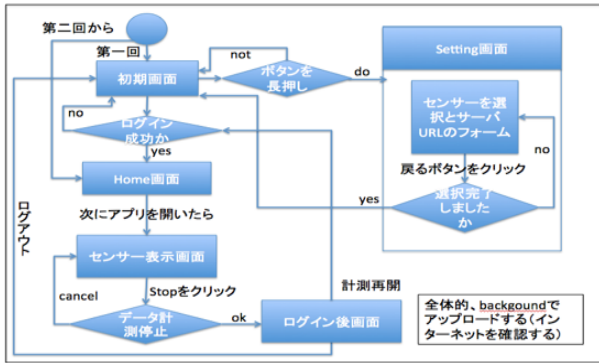 第二回から
第一回
初期画面
not
ボタンを
長押し
do
Setting画面
センサーを選
択とサーバ
URLのフォーム
no
戻るボタンをクリック
選択完了
しました
か
yes
no
ログイン
成功か
yes
Home画面
次にアプリを開いたら
センサー表示画面
cancel
Stopをクリック
データ計
測停止
ok
ログイン後画面
計測再開
ログアウト
全体的、backgoundで
アップロードする(イン
ターネットを確認する)